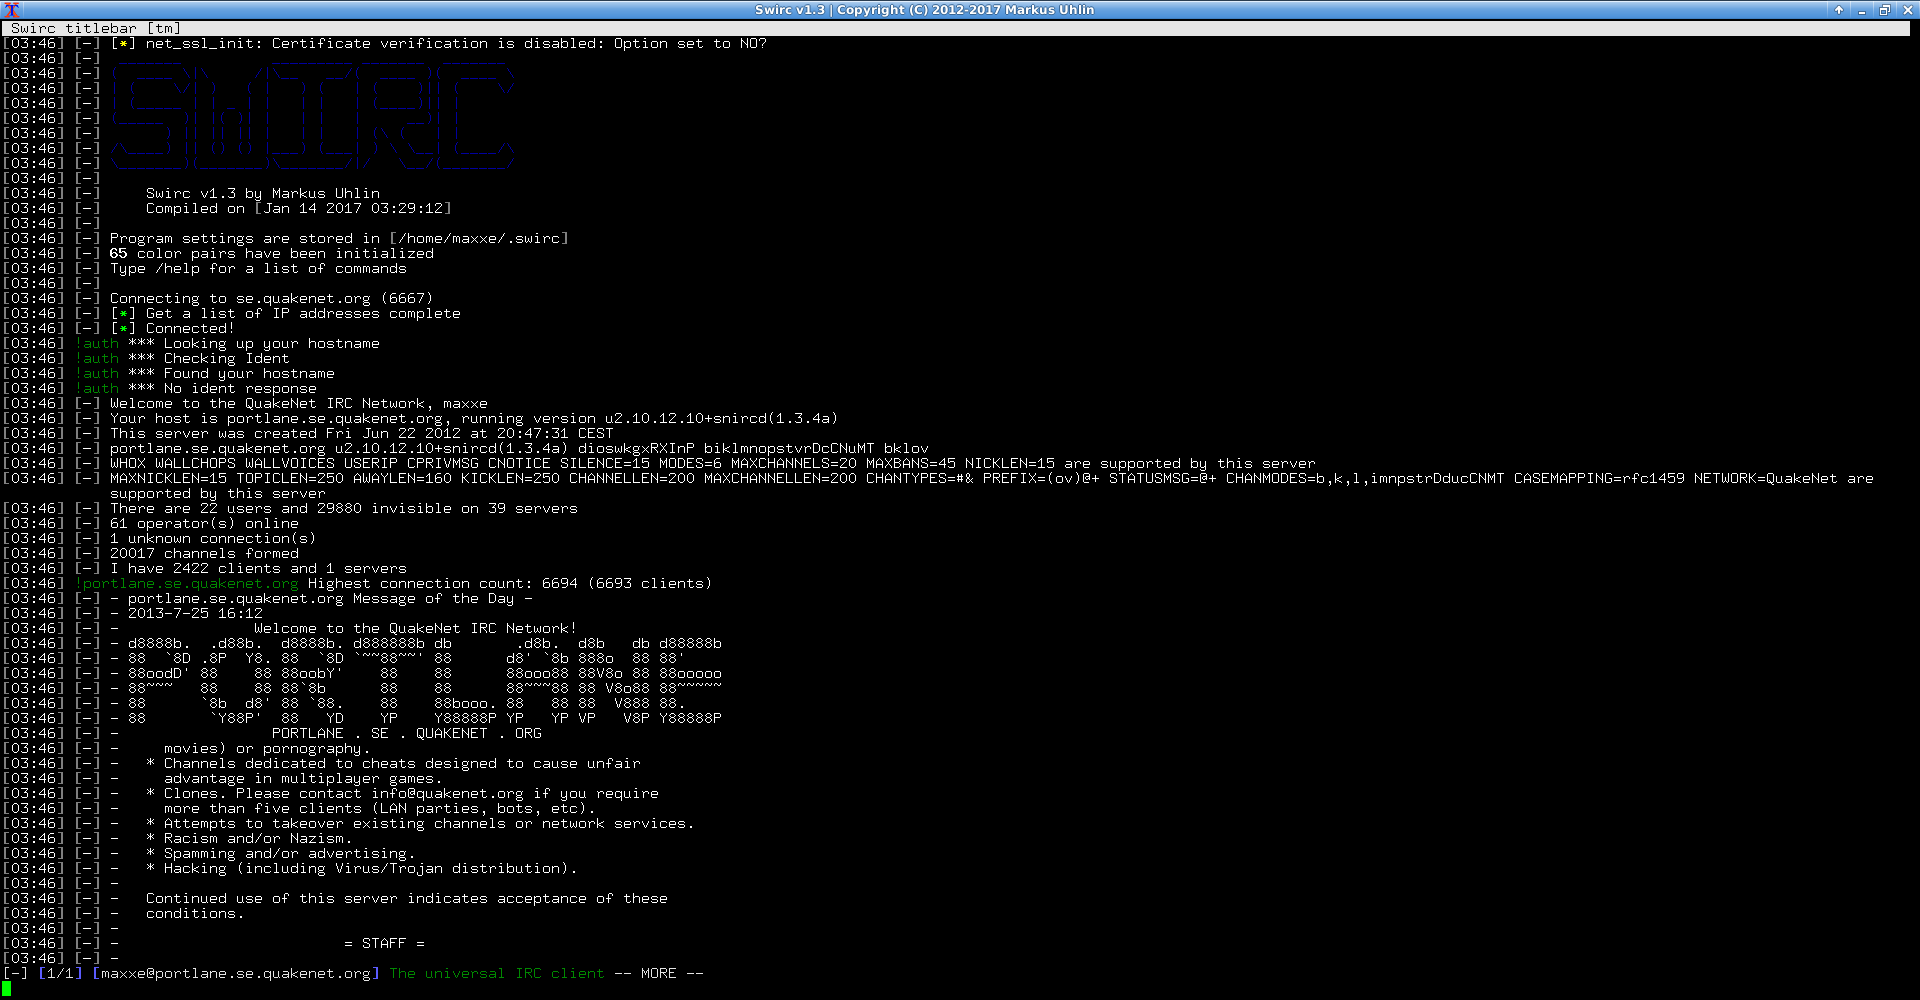 Swirc v1.3 | Copyright (C) 2012-2017 Markus Uhlin
Swirc titlebar [tm]
[03:46] [-] [*] net_ssl_init: Certificate verification is disabled: Option set to NO?
[03:46] [-]
[03:46] [-]
[03:46] [-]
[03:46] [-]
[03:46] [-] SWIRC
[03:46] [-]
[03:46] [-]
[03:46] [-]
[03:46] [-]
[03:46] [-]     Swirc v1.3 by Markus Uhlin
[03:46] [-]     Compiled on [Jan 14 2017 03:29:12]
[03:46] [-]
[03:46] [-] Program settings are stored in [/home/maxxe/.swirc]
[03:46] [-] 65 color pairs have been initialized
[03:46] [-] Type /help for a list of commands
[03:46] [-]
[03:46] [-] Connecting to se.quakenet.org (6667)
[03:46] [-] [*] Get a list of IP addresses complete
[03:46] [-] [*] Connected!
[03:46] !auth *** Looking up your hostname
[03:46] !auth *** Checking Ident
[03:46] !auth *** Found your hostname
[03:46] !auth *** No ident response
[03:46] [-] Welcome to the QuakeNet IRC Network, maxxe
[03:46] [-] Your host is portlane.se.quakenet.org, running version u2.10.12.10+snircd(1.3.4a)
[03:46] [-] This server was created Fri Jun 22 2012 at 20:47:31 CEST
[03:46] [-] portlane.se.quakenet.org u2.10.12.10+snircd(1.3.4a) dioswkgxRXInP biklmnopstvrDcCNuMT bklov
[03:46] [-] WHOX WALLCHOPS WALLVOICES USERIP CPRIVMSG CNOTICE SILENCE=15 MODES=6 MAXCHANNELS=20 MAXBANS=45 NICKLEN=15 are supported by this server
[03:46] [-] MAXNICKLEN=15 TOPICLEN=250 AWAYLEN=160 KICKLEN=250 CHANNELLEN=200 MAXCHANNELLEN=200 CHANTYPES=#& PREFIX=(ov)@+ STATUSMSG=@+ CHANMODES=b,k,l,imnpstrDducCNMT CASEMAPPING=rfc1459 NETWORK=QuakeNet are
supported by this server
[03:46] [-] There are 22 users and 29880 invisible on 39 servers
[03:46] [-] 61 operator(s) online
[03:46] [-] 1 unknown connection(s)
[03:46] [-] 20017 channels formed
[03:46] [-] I have 2422 clients and 1 servers
[03:46] !portlane.se.quakenet.org Highest connection count: 6694 (6693 clients)
[03:46] [-] - portlane.se.quakenet.org Message of the Day -
[03:46] [-] - 2013-7-25 16:12
[03:46] [-] -               Welcome to the QuakeNet IRC Network!
[03:46] [-] - d8888b.  .d88b.  d8888b. d888888b db       .d8b.  d8b   db d88888b
[03:46] [-] - 88  `8D .8P  Y8. 88  `8D `~~88~~' 88      d8' `8b 888o  88 88'
[03:46] [-] - 88oodD' 88    88 88oobY'    88    88      88ooo88 88V8o 88 88ooooo
[03:46] [-] - 88~~~   88    88 88`8b      88    88      88~~~88 88 V8o88 88~~~~~
[03:46] [-] - 88      `8b  d8' 88 `88.    88    88booo. 88   88 88  V888 88.
[03:46] [-] - 88       `Y88P'  88   YD    YP    Y88888P YP   YP VP   V8P Y88888P
[03:46] [-] -                 PORTLANE . SE . QUAKENET . ORG
[03:46] [-] -     movies) or pornography.
[03:46] [-] -   * Channels dedicated to cheats designed to cause unfair
[03:46] [-] -     advantage in multiplayer games.
[03:46] [-] -   * Clones. Please contact info@quakenet.org if you require
[03:46] [-] -     more than five clients (LAN parties, bots, etc).
[03:46] [-] -   * Attempts to takeover existing channels or network services.
[03:46] [-] -   * Racism and/or Nazism.
[03:46] [-] -   * Spamming and/or advertising.
[03:46] [-] -   * Hacking (including Virus/Trojan distribution).
[03:46] [-] -
[03:46] [-] -   Continued use of this server indicates acceptance of these
[03:46] [-] -   conditions.
[03:46] [-] -
[03:46] [-] -                         = STAFF =
[03:46] [-] -
[-] [1/1] [maxxe@portlane.se.quakenet.org] The universal IRC client -- MORE --